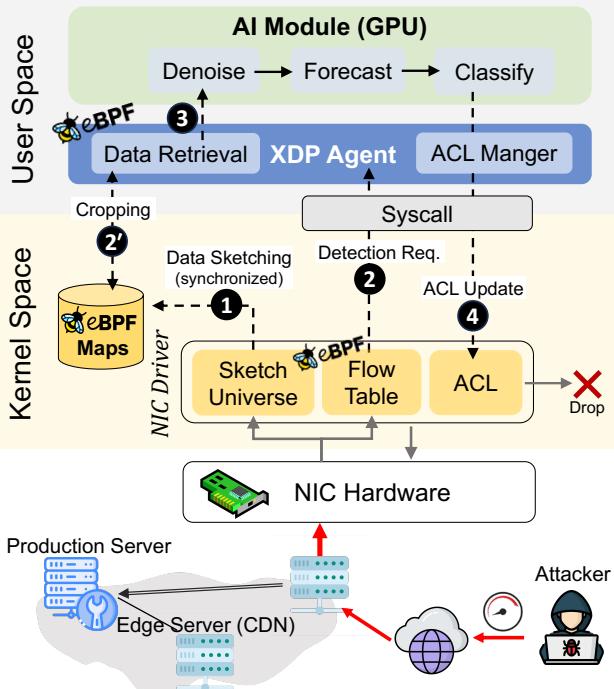 AI Module (GPU)
Denoise
Forecast
Classify
User Space
3
eBPF
Data Retrieval
XDP Agent
ACL Manger
Cropping
2'
Syscall
Data Sketching
(synchronized)
1
Detection Req.
2
ACL Update
4
Kernel Space
eBPF
Maps
NIC Driver
eBPF
Sketch
Universe
Flow
Table
ACL
Drop
NIC Hardware
Production Server
Attacker
Edge Server (CDN)